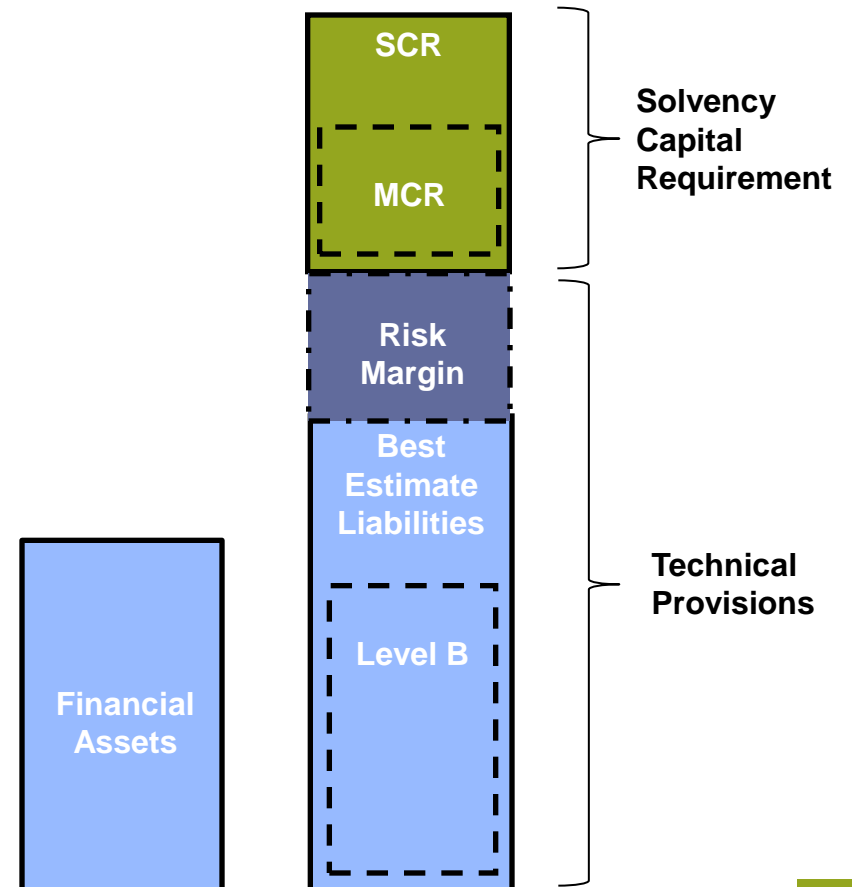 SCR
MCR
Solvency
Capital
Requirement
Risk
Margin
Best
Estimate
Liabilities
Level B
Technical
Provisions
Financial
Assets